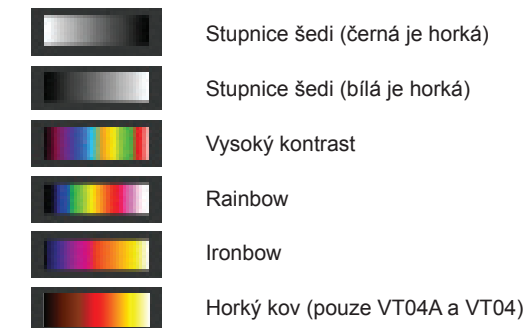 Stupnice šedi (černá je horká)
Stupnice šedi (bílá je horká)
Vysoký kontrast
Rainbow
Ironbow
Horký kov (pouze VT04A a VT04)